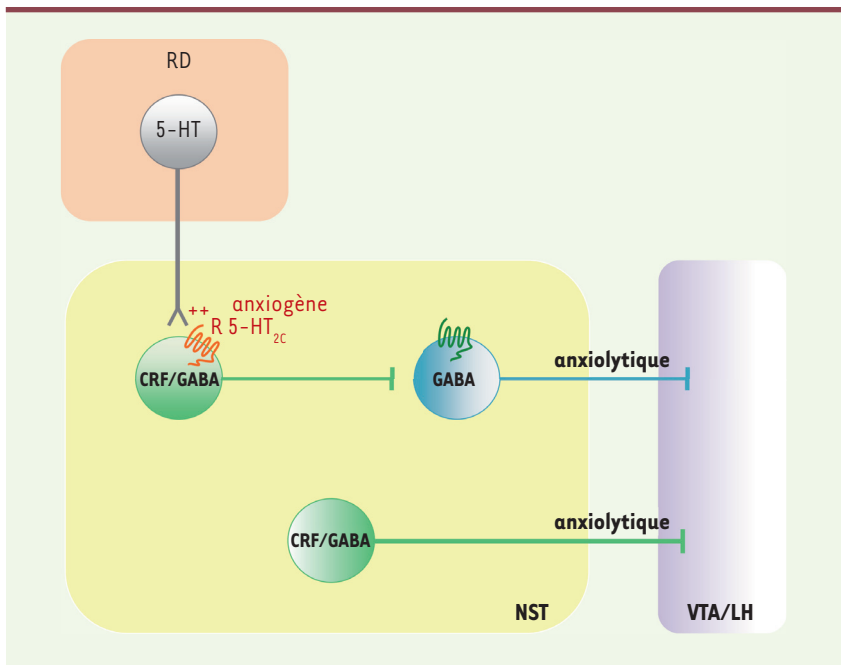 RD
5-HT
++ anxiogène
R 5-HT2C
CRF/GABA
GABA
anxiolytique
CRF/GABA
anxiolytique
NST
VTA/LH